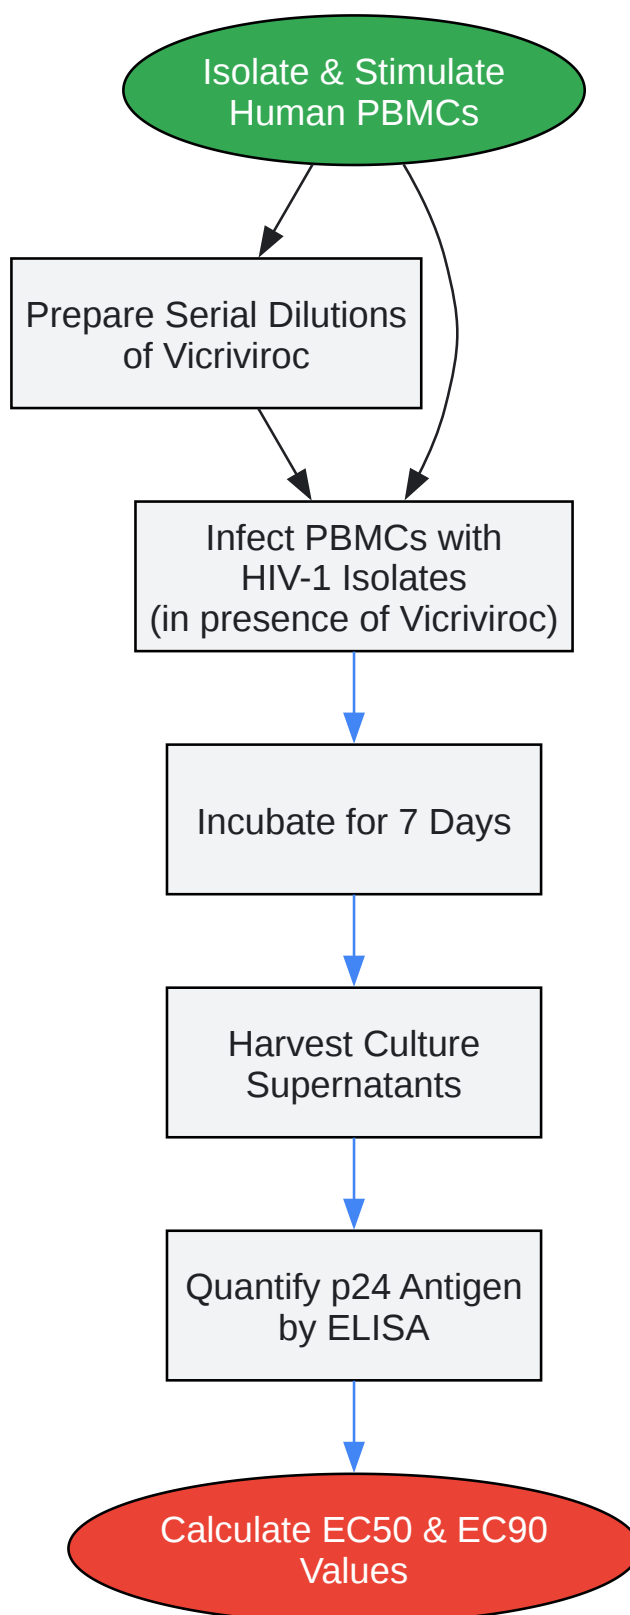 Isolate & Stimulate
Human PBMCs
Prepare Serial Dilutions
of Vicriviroc
Infect PBMCs with
HIV-1 Isolates
(in presence of Vicriviroc)
Incubate for 7 Days
Harvest Culture
Supernatants
Quantify p24 Antigen
by ELISA
Calculate EC50 & EC90
Values